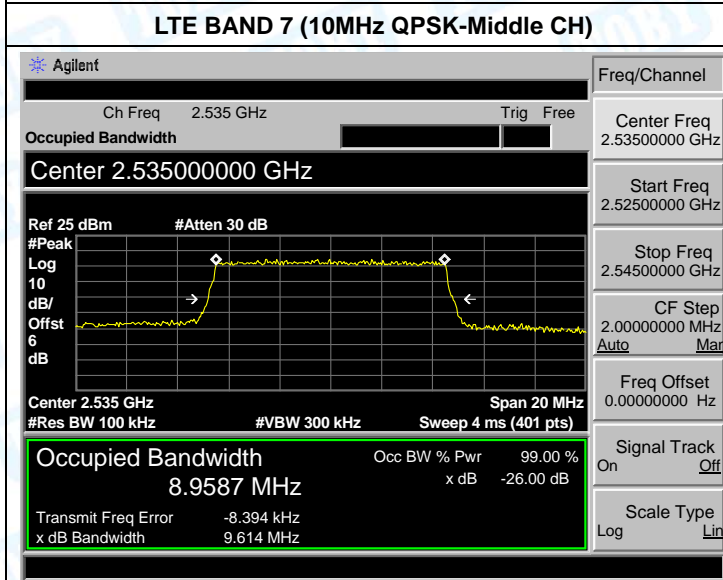 LTE BAND 7 (10MHz QPSK-Middle CH)
Agilent
Freq/Channel
Ch Freq 2.535 GHz Trig Free
Occupied Bandwidth
Center 2.535000000 GHz
Center Freq
2.53500000 GHz
Start Freq
2.52500000 GHz
Stop Freq
2.54500000 GHz
CF Step
2.00000000 MHz
Auto Man
Freq Offset
0.00000000 Hz
Signal Track
On Off
Scale Type
Log Lin
Ref 25 dBm #Atten 30 dB
#Peak
Log
10
dB/
Offst
6
dB
Center 2.535 GHz Span 20 MHz
#Res BW 100 kHz #VBW 300 kHz Sweep 4 ms (401 pts)
Occupied Bandwidth Occ BW % Pwr 99.00 %
8.9587 MHz x dB -26.00 dB
Transmit Freq Error -8.394 kHz
x dB Bandwidth 9.614 MHz